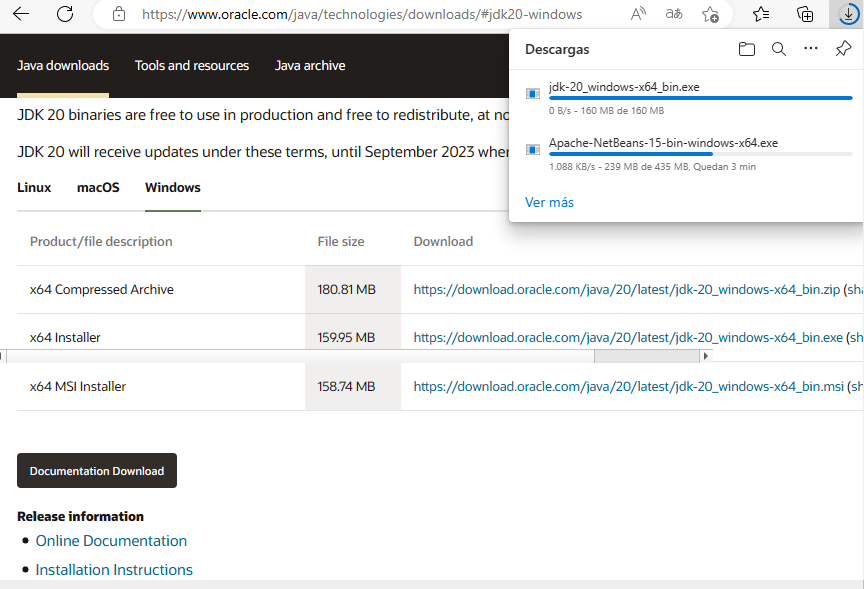 https://www.oracle.com/java/technologies/downloads/#jdk20-windows
Java downloads Tools and resources Java archive
Descargas
jdk-20_windows-x64_bin.exe
0 B/s - 160 MB de 160 MB
Apache-NetBeans-15-bin-windows-x64.exe
1.088 KB/s - 239 MB de 435 MB, Quedan 3 min
Ver más
JDK 20 binaries are free to use in production and free to redistribute, at no
JDK 20 will receive updates under these terms, until September 2023 when
Linux macOS Windows
Product/file description File size Download
x64 Compressed Archive 180.81 MB https://download.oracle.com/java/20/latest/jdk-20_windows-x64_bin.zip (sha
x64 Installer 159.95 MB https://download.oracle.com/java/20/latest/jdk-20_windows-x64_bin.exe (sh
x64 MSI Installer 158.74 MB https://download.oracle.com/java/20/latest/jdk-20_windows-x64_bin.msi (sh
Documentation Download
Release information
• Online Documentation
• Installation Instructions